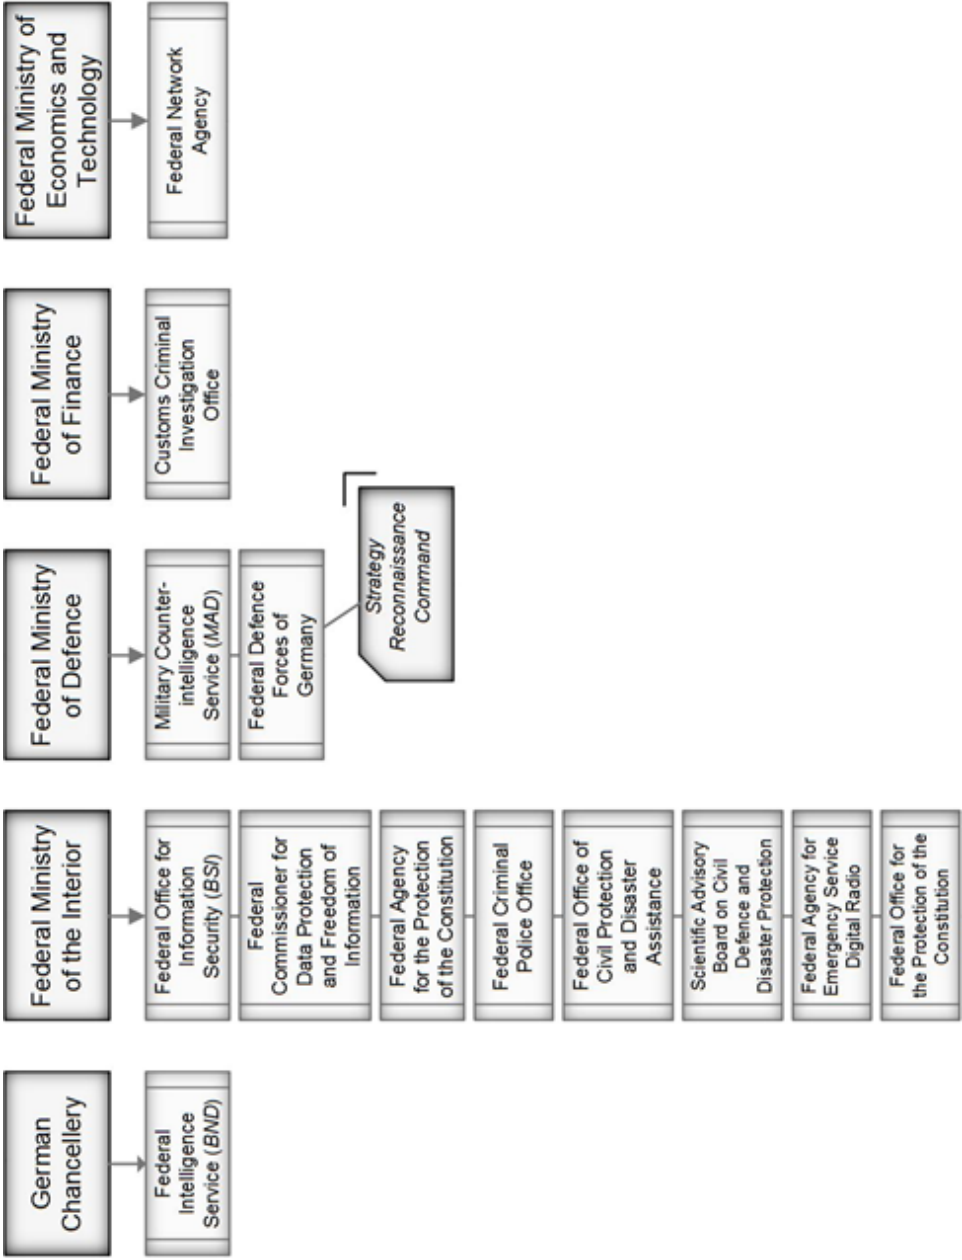 German
Chancellery
Federal
Intelligence
Service (BND)
Federal Ministry
of the Interior
Federal Office for
Information
Security (BSI)
Federal
Commissioner for
Data Protection
and Freedom of
Information
Federal Agency
for the Protection
of the Constitution
Federal Criminal
Police Office
Federal Office of
Civil Protection
and Disaster
Assistance
Scientific Advisory
Board on Civil
Defence and
Disaster Protection
Federal Agency for
Emergency Service
Digital Radio
Federal Office for
the Protection of the
Constitution
Federal Ministry
of Defence
Military Counter-
intelligence
Service (MAD)
Federal Defence
Forces of
Germany
Strategy
Reconnaissance
Command
Federal Ministry
of Finance
Customs Criminal
Investigation
Office
Federal Ministry of
Economics and
Technology
Federal Network
Agency